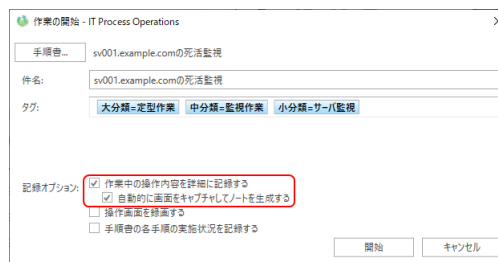 作業の開始 - IT Process Operations
手順書... sv001.example.comの死活監視
件名: sv001.example.comの死活監視
タグ: 大分類=定型作業 中分類=監視作業 小分類=サーバ監視
記録オプション: 作業中の操作内容を詳細に記録する
自動的に画面をキャプチャしてノートを生成する
操作画面を録画する
手順書の各手順の実施状況を記録する
開始 キャンセル